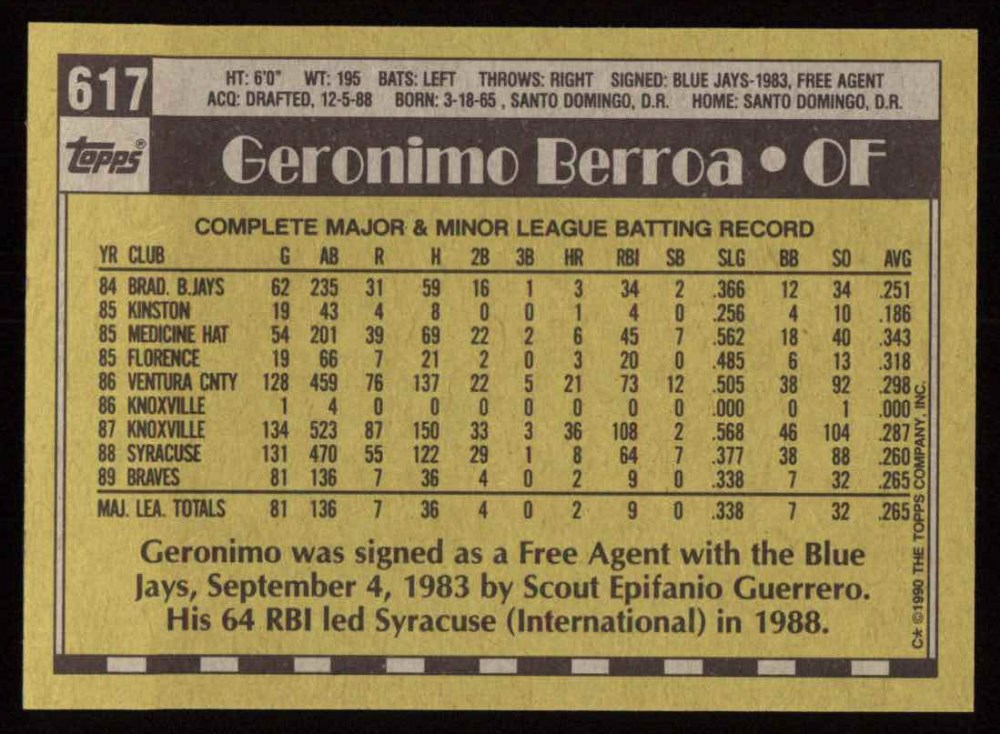 617
HT: 6'0" WT: 195 BATS: LEFT THROWS: RIGHT SIGNED: BLUE JAYS-1983, FREE AGENT
ACQ: DRAFTED, 12-5-88 BORN: 3-18-65 , SANTO DOMINGO, D.R. HOME: SANTO DOMINGO, D.R.
topps®
Geronimo Berroa • OF
COMPLETE MAJOR & MINOR LEAGUE BATTING RECORD
YR CLUB G AB R H 2B 3B HR RBI SB SLG BB SO AVG
84 BRAD. B.JAYS 62 235 31 59 16 1 3 34 2 .366 12 34 .251
85 KINSTON 19 43 4 8 0 0 1 4 0 .256 4 10 .186
85 MEDICINE HAT 54 201 39 69 22 2 6 45 7 .562 18 40 .343
85 FLORENCE 19 66 7 21 2 0 3 20 0 .485 6 13 .318
86 VENTURA CNTY 128 459 76 137 22 5 21 73 12 .505 38 92 .298
86 KNOXVILLE 1 4 0 0 0 0 0 0 0 .000 0 1 .000
87 KNOXVILLE 134 523 87 150 33 3 36 108 2 .568 46 104 .287
88 SYRACUSE 131 470 55 122 29 1 8 64 7 .377 38 88 .260
89 BRAVES 81 136 7 36 4 0 2 9 0 .338 7 32 .265
MAJ. LEA. TOTALS 81 136 7 36 4 0 2 9 0 .338 7 32 .265
Geronimo was signed as a Free Agent with the Blue
Jays, September 4, 1983 by Scout Epifanio Guerrero.
His 64 RBI led Syracuse (International) in 1988.
C* ©1990 THE TOPPS COMPANY, INC.